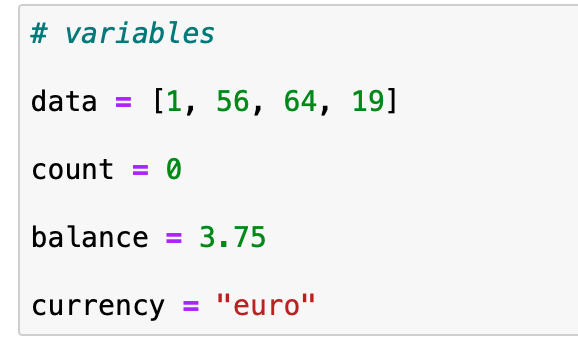 # variables
data = [1, 56, 64, 19]
count = 0
balance = 3.75
currency = "euro"